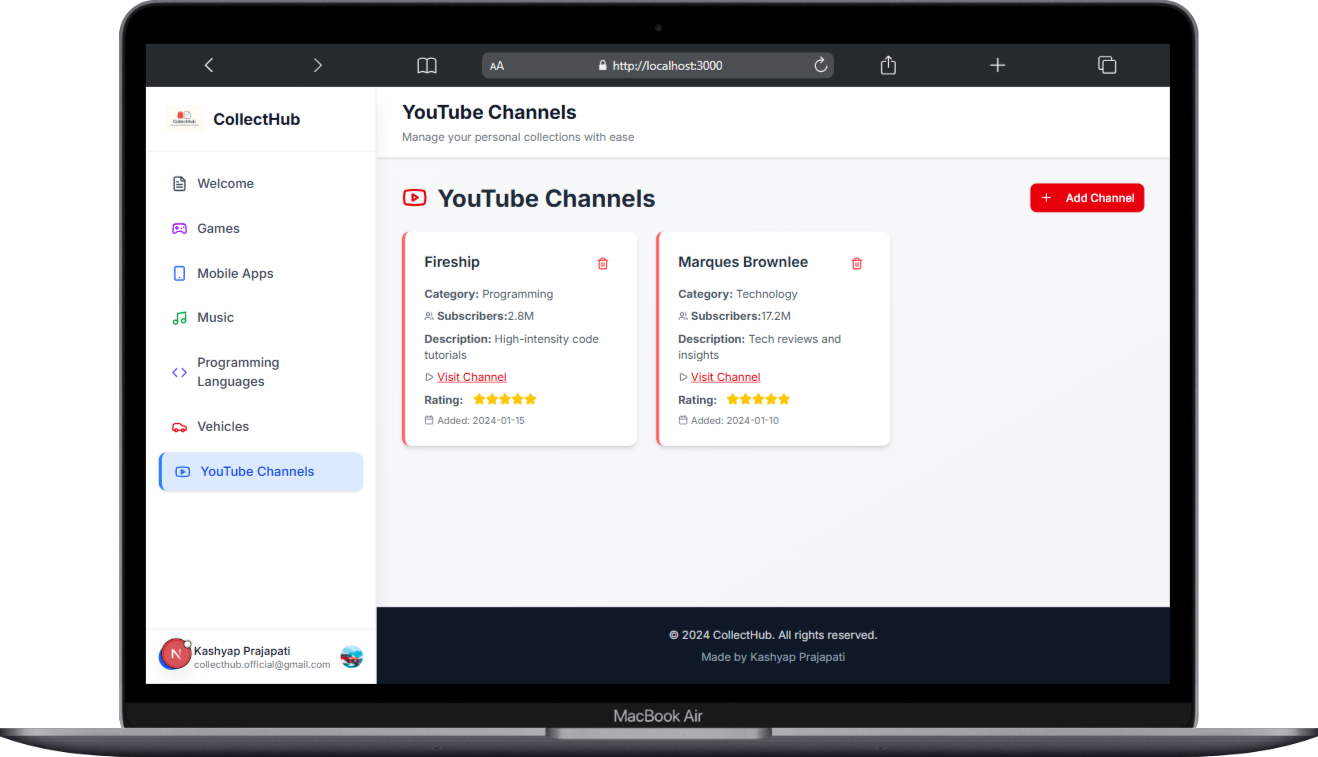 AA
http://localhost:3000
CollectHub
CollectHub
Welcome
Games
Mobile Apps
Music
Programming
Languages
Vehicles
YouTube Channels
N
Kashyap Prajapati
collecthub.official@gmail.com
YouTube Channels
Manage your personal collections with ease
YouTube Channels
+ Add Channel
Fireship
Category: Programming
Subscribers:2.8M
Description: High-intensity code
tutorials
Visit Channel
Rating:
Added: 2024-01-15
Marques Brownlee
Category: Technology
Subscribers:17.2M
Description: Tech reviews and
insights
Visit Channel
Rating:
Added: 2024-01-10
© 2024 CollectHub. All rights reserved.
Made by Kashyap Prajapati
MacBook Air